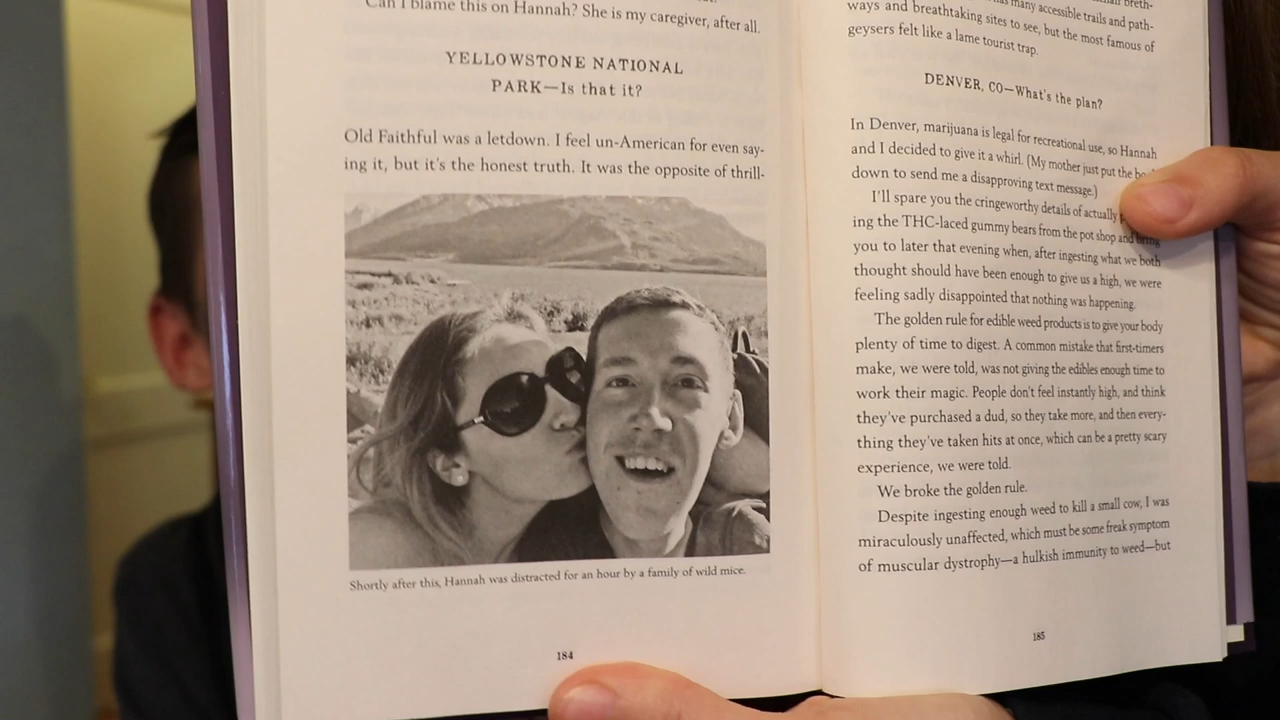 Can I blame this on Hannah? She is my caregiver, after all.
YELLOWSTONE NATIONAL
PARK—Is that it?
Old Faithful was a letdown. I feel un-American for even say-
ing it, but it's the honest truth. It was the opposite of thrill-
Shortly after this, Hannah was distracted for an hour by a family of wild mice.
184
many accessible trails and path-
ways and breathtaking sites to see, but the most famous of
geysers felt like a lame tourist trap.
DENVER, CO—What's the plan?
In Denver, marijuana is legal for recreational use, so Hannah
and I decided to give it a whirl. (My mother just put the
down to send me a disapproving text message.)
I'll spare you the cringeworthy details of actually
ing the THC-laced gummy bears from the pot shop and bring
you to later that evening when, after ingesting what we both
thought should have been enough to give us a high, we were
feeling sadly disappointed that nothing was happening.
The golden rule for edible weed products is to give your body
plenty of time to digest. A common mistake that first-timers
make, we were told, was not giving the edibles enough time to
work their magic. People don't feel instantly high, and think
they've purchased a dud, so they take more, and then every-
thing they've taken hits at once, which can be a pretty scary
experience, we were told.
We broke the golden rule.
Despite ingesting enough weed to kill a small cow, I was
miraculously unaffected, which must be some freak symptom
of muscular dystrophy—a hulkish immunity to weed—but
185